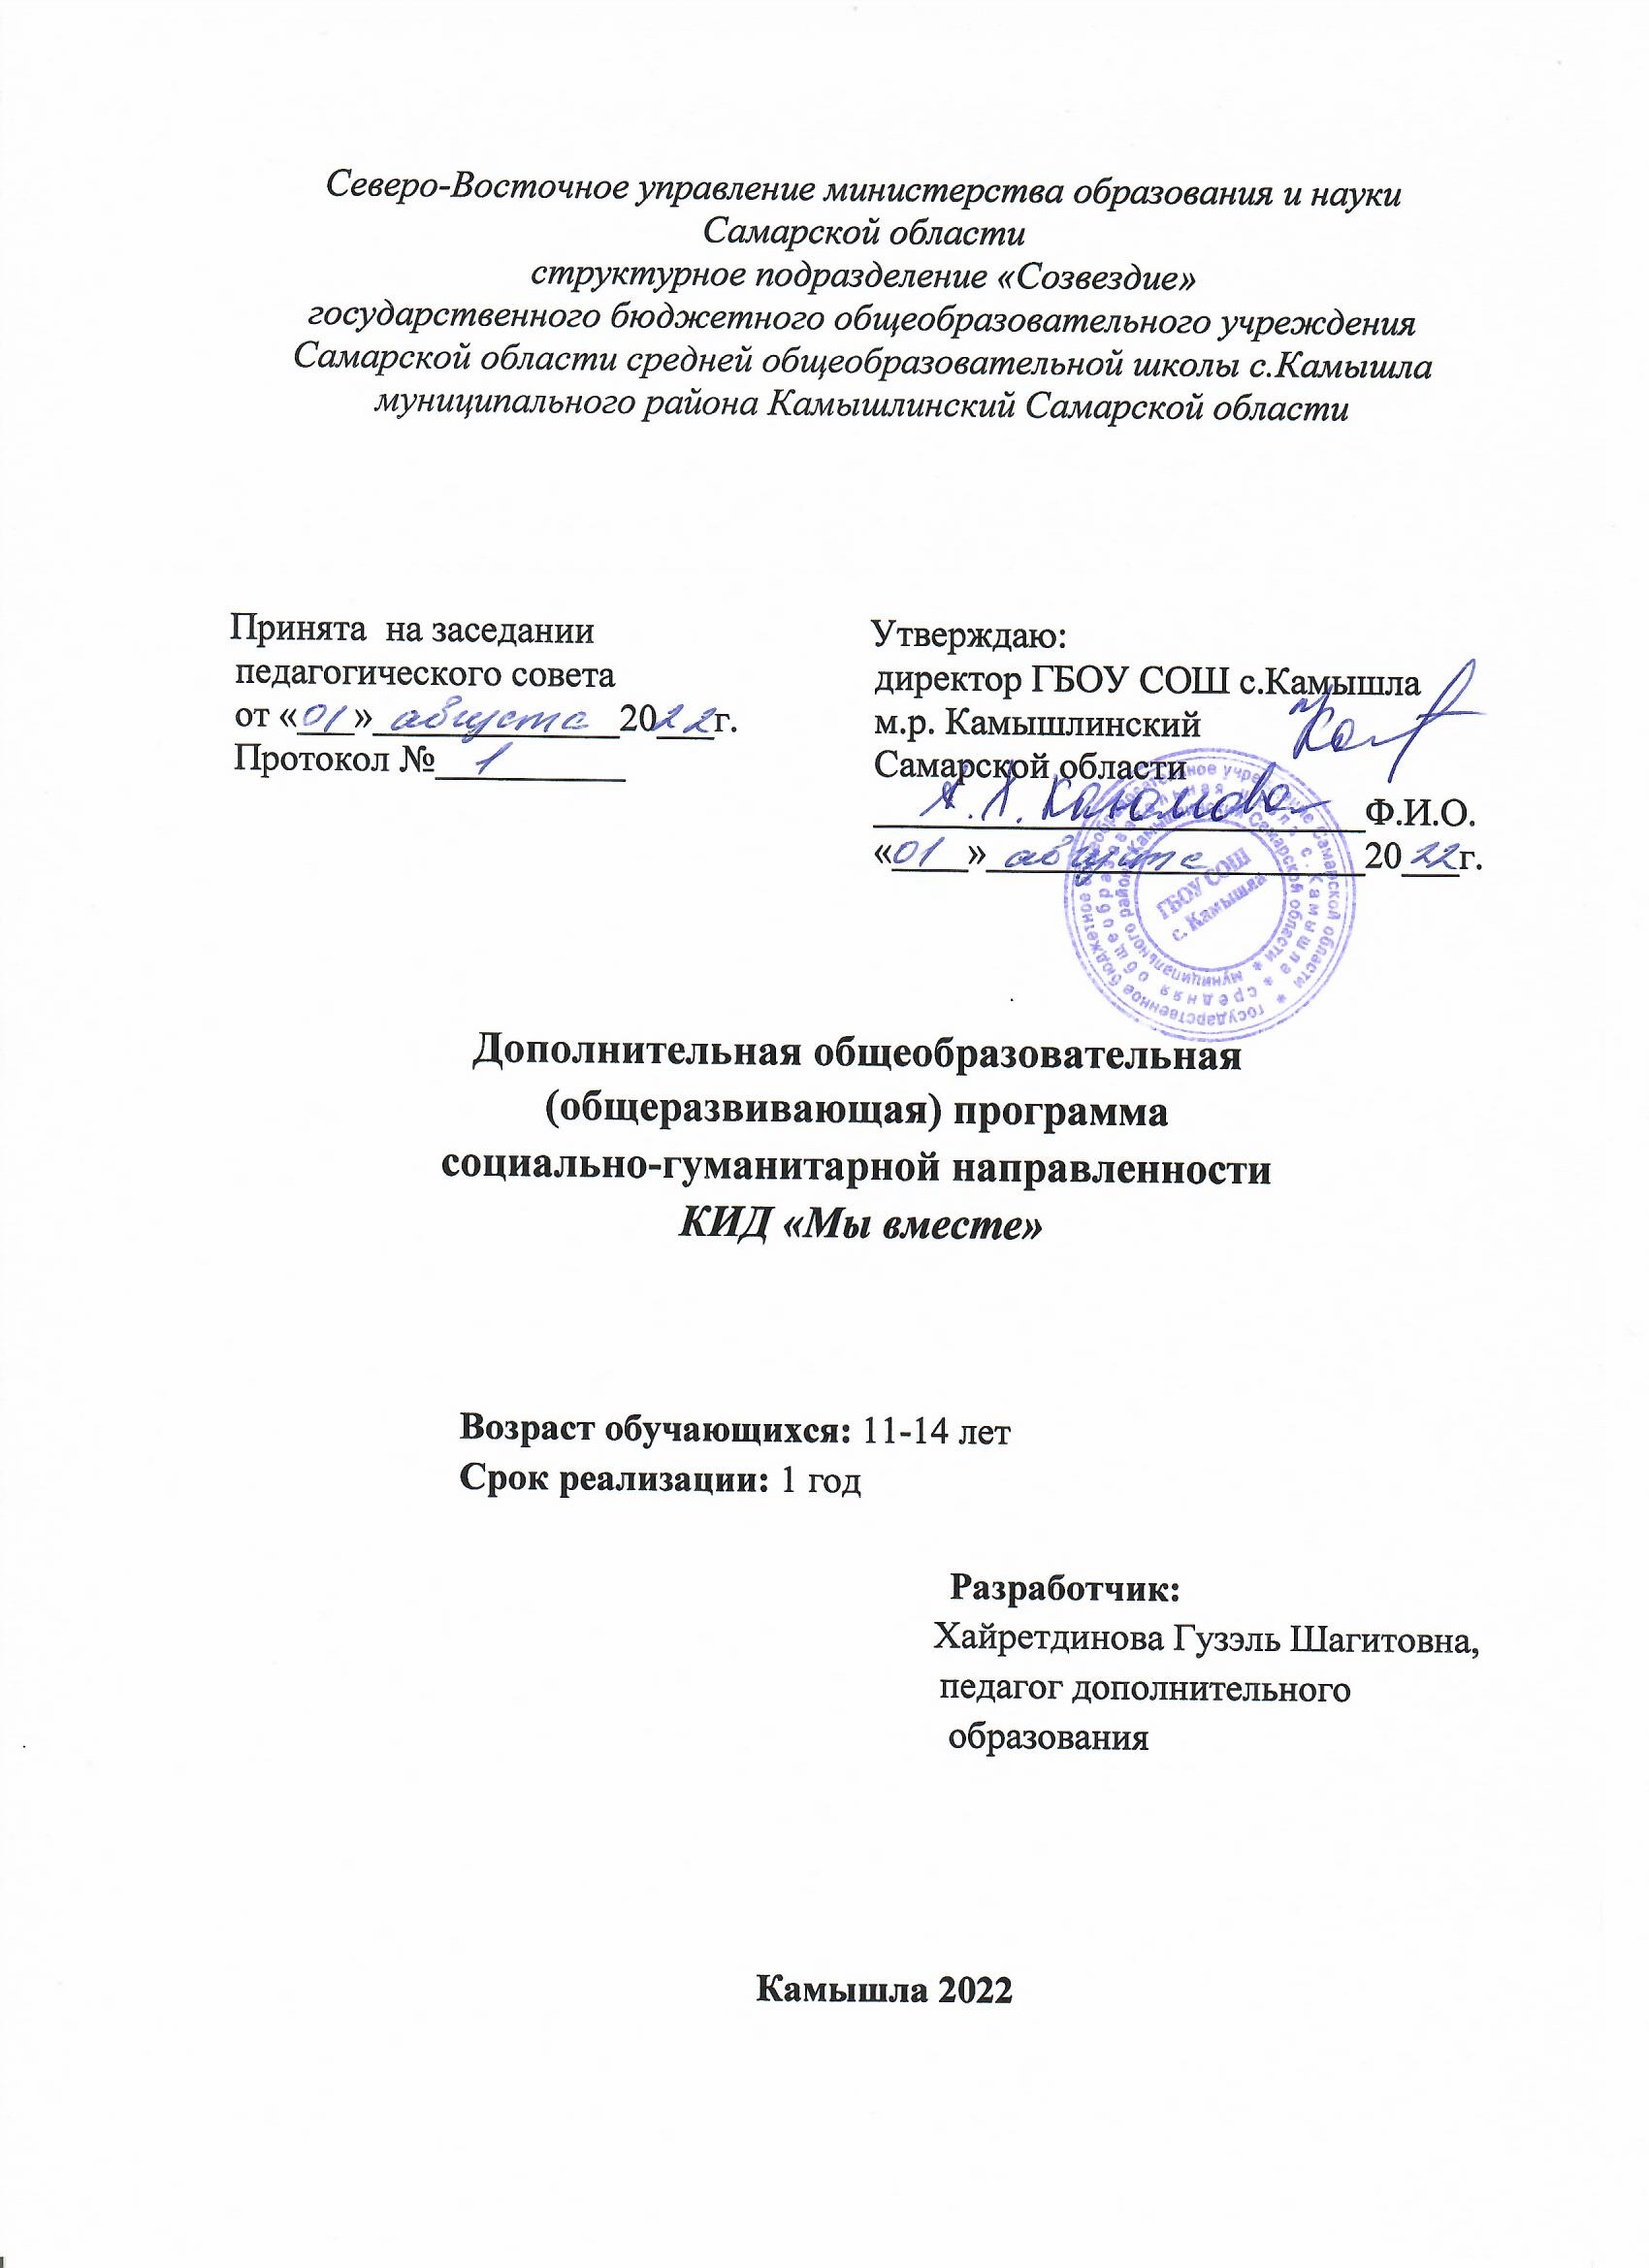 Северо-Восточное управление министерства образования и науки
Самарской области
структурное подразделение «Созвездие»
государственного бюджетного общеобразовательного учреждения
Самарской области средней общеобразовательной школы с.Камышла
муниципального района Камышлинский Самарской области
Принята на заседании
педагогического совета
от «01» августа 2022г.
Протокол № 1
Утверждаю:
директор ГБОУ СОШ с.Камышла
м.р. Камышлинский
Самарской области
Ф.И.О.
«01» августа 2022г.
ГБОУ СОШ
с. Камышла
Дополнительная общеобразовательная
(общеразвивающая) программа
социально-гуманитарной направленности
КИД «Мы вместе»
Возраст обучающихся: 11-14 лет
Срок реализации: 1 год
Разработчик:
Хайретдинова Гузэль Шагитовна,
педагог дополнительного
образования
Камышла 2022